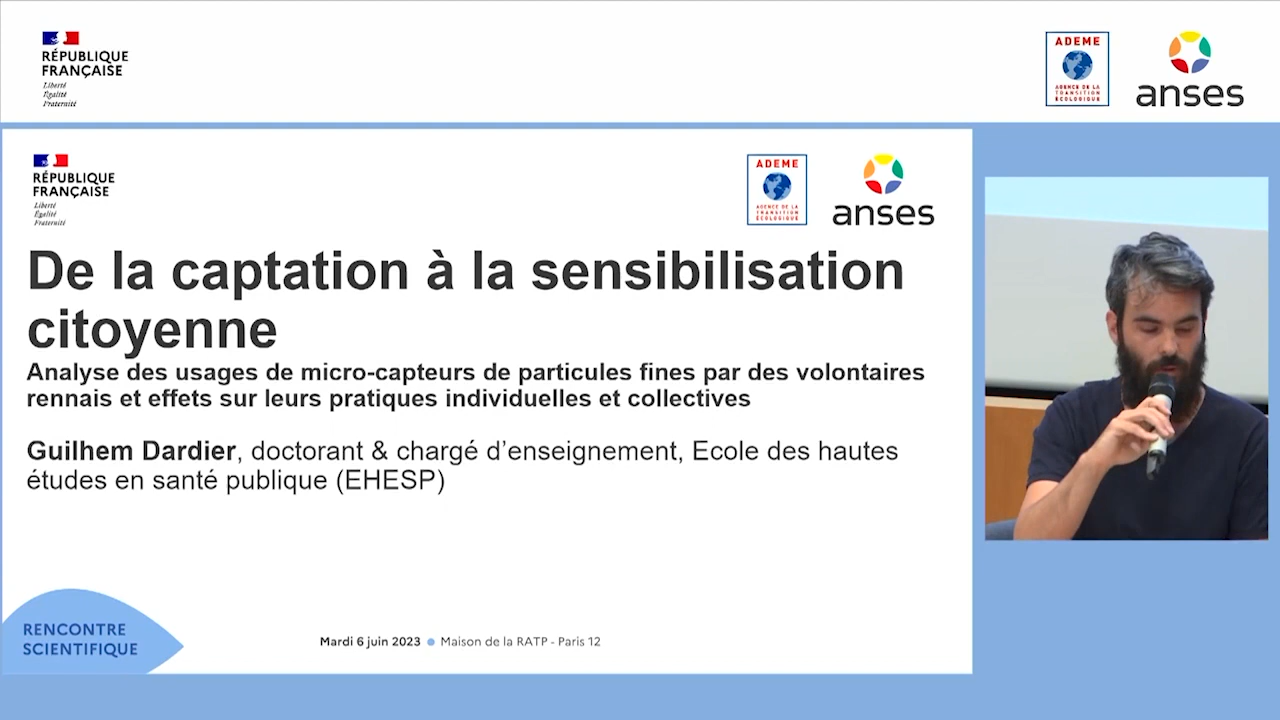 RÉPUBLIQUE
FRANÇAISE
Liberté
Égalité
Fraternité
ADEME
AGENCE DE LA
TRANSITION
ÉCOLOGIQUE
anses
RÉPUBLIQUE
FRANÇAISE
Liberté
Égalité
Fraternité
ADEME
AGENCE DE LA
TRANSITION
ÉCOLOGIQUE
anses
De la captation à la sensibilisation
citoyenne
Analyse des usages de micro-capteurs de particules fines par des volontaires
rennais et effets sur leurs pratiques individuelles et collectives
Guilhem Dardier, doctorant & chargé d’enseignement, Ecole des hautes
études en santé publique (EHESP)
RENCONTRE
SCIENTIFIQUE
Mardi 6 juin 2023 • Maison de la RATP - Paris 12